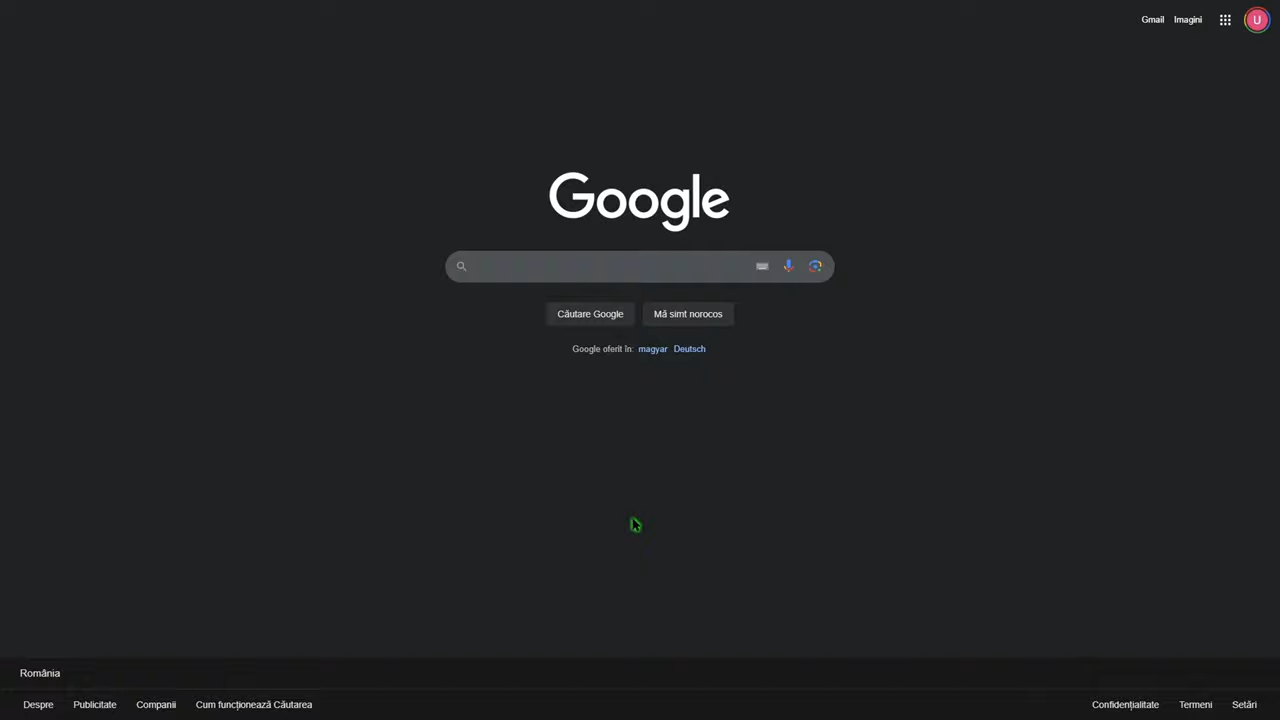 Gmail Imagini U
Google
Căutare Google Mă simt norocos
Google oferit în: magyar Deutsch
România
Despre Publicitate Companii Cum funcționează Căutarea Confidențialitate Termeni Setări